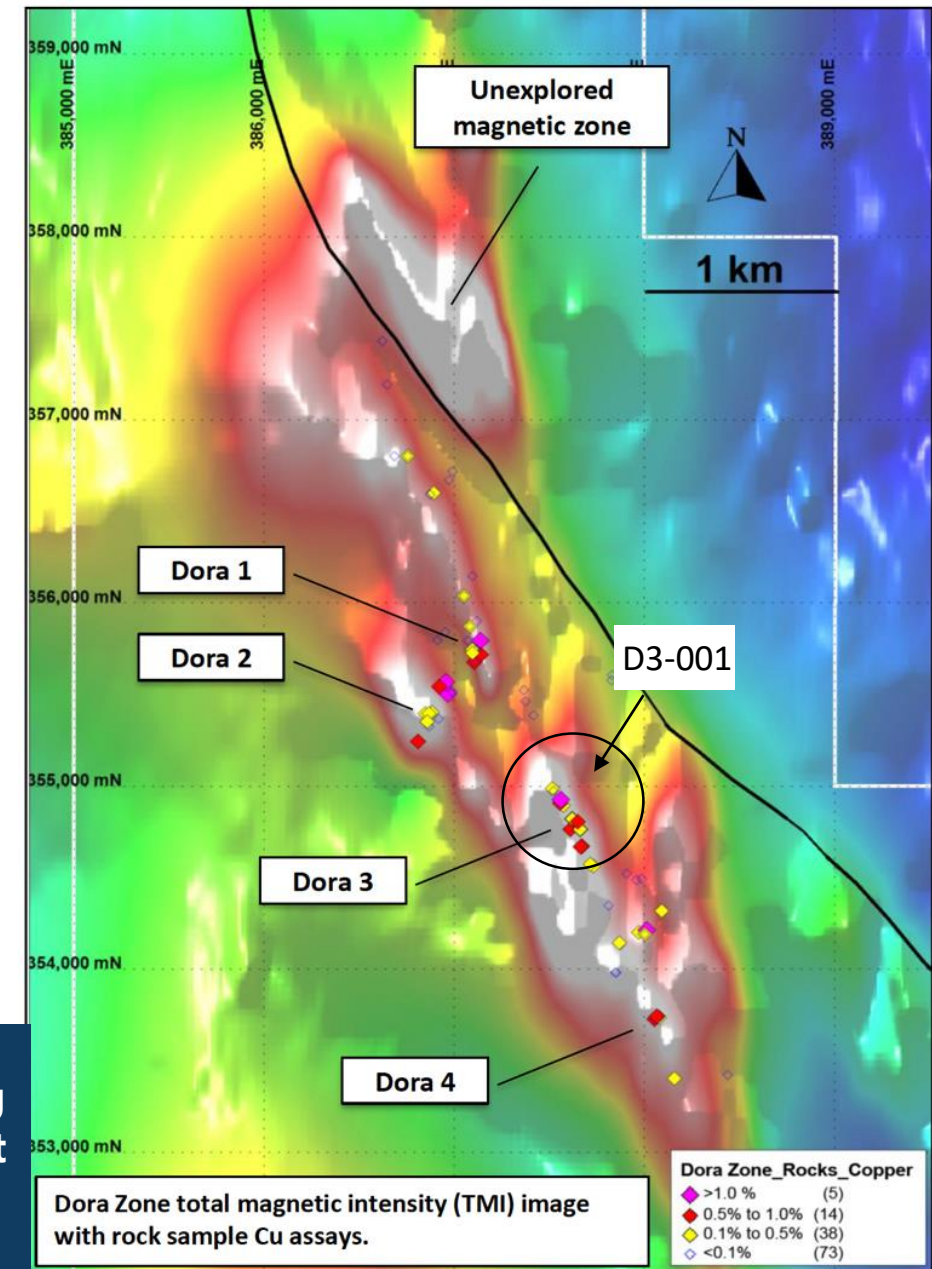 359,000 mN
385,000 mE
386,000 mE
389,000 mE
Unexplored
magnetic zone
N
358,000 mN
1 km
357,000 mN
Dora 1
356,000 mN
Dora 2
D3-001
355,000 mN
Dora 3
354,000 mN
Dora 4
353,000 mN
Dora Zone total magnetic intensity (TMI) image
with rock sample Cu assays.
Dora Zone_Rocks_Copper
>1.0 % (5)
0.5% to 1.0% (14)
0.1% to 0.5% (38)
<0.1% (73)